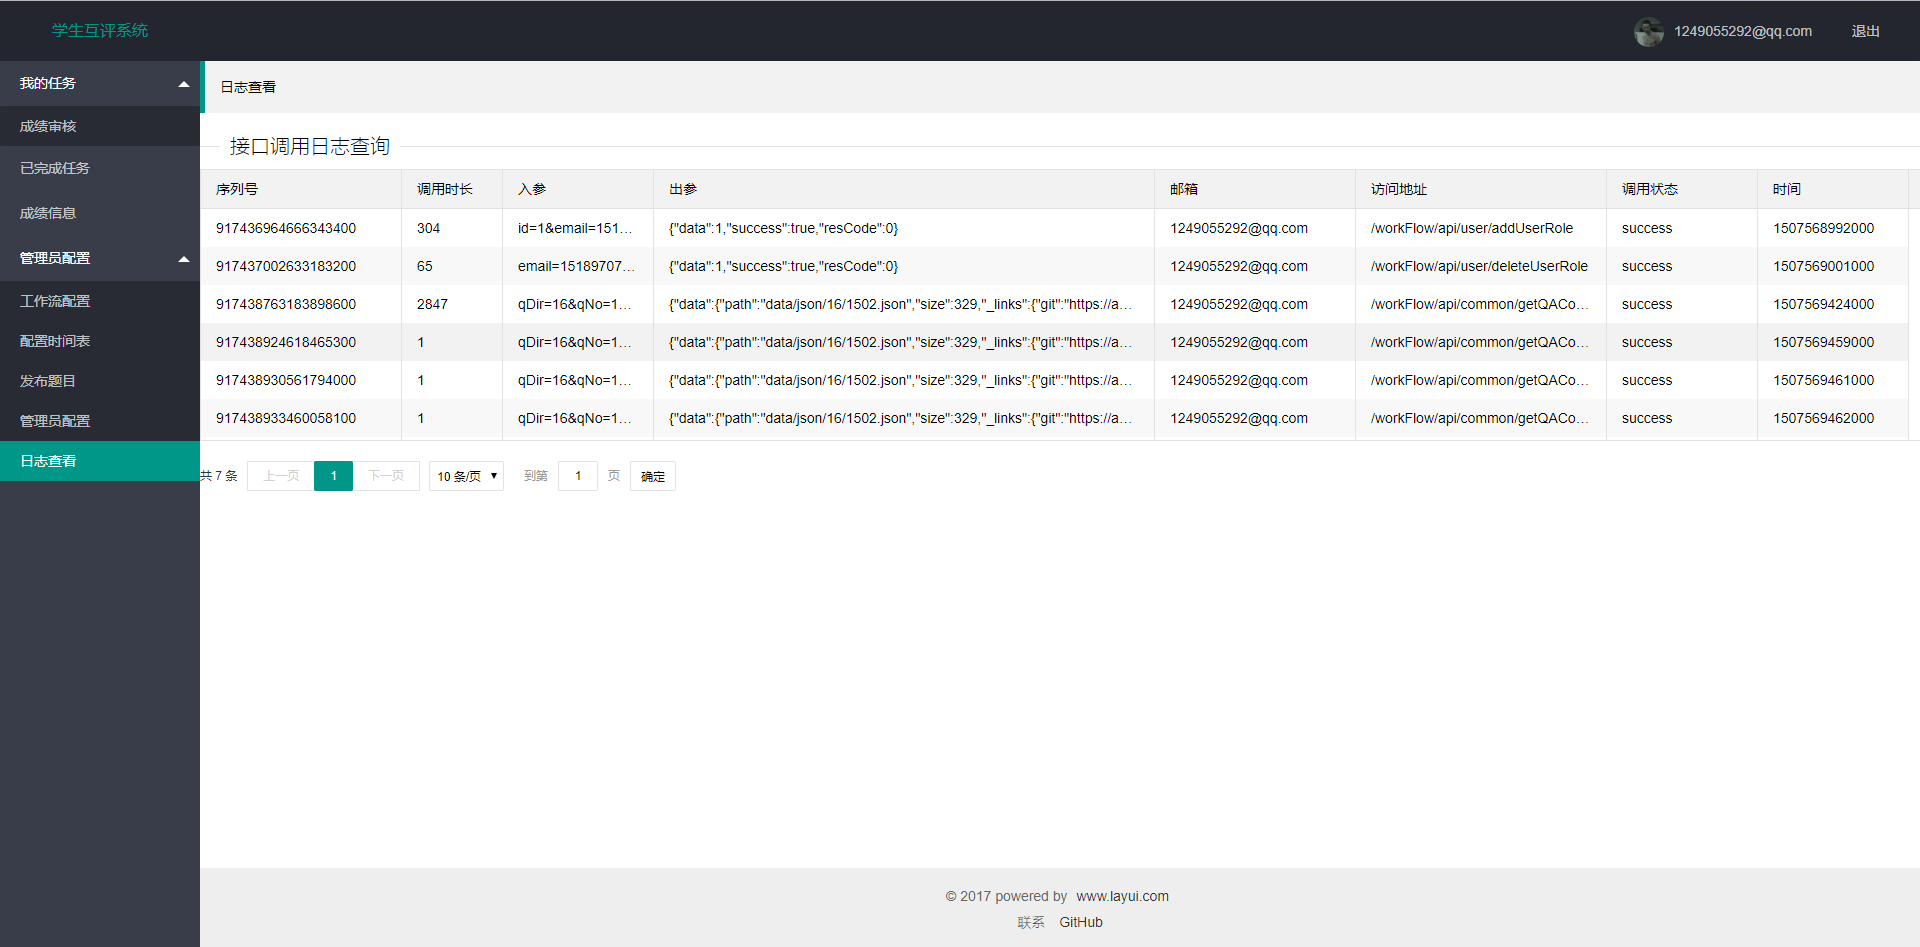 学生互评系统
1249055292@qq.com 退出
我的任务
成绩审核
已完成任务
成绩信息
管理员配置
工作流配置
配置时间表
发布题目
管理员配置
日志查看
日志查看
接口调用日志查询
序列号 调用时长 入参 出参 邮箱 访问地址 调用状态 时间
917436964666343400 304 id=1&email=151... {"data":1,"success":true,"resCode":0} 1249055292@qq.com /workFlow/api/user/addUserRole success 1507568992000
917437002633183200 65 email=15189707... {"data":1,"success":true,"resCode":0} 1249055292@qq.com /workFlow/api/user/deleteUserRole success 1507569001000
917438763183898600 2847 qDir=16&qNo=1... {"data":{"path":"data/json/16/1502.json","size":329,"_links":{"git":"https://a... 1249055292@qq.com /workFlow/api/common/getQACo... success 1507569424000
917438924618465300 1 qDir=16&qNo=1... {"data":{"path":"data/json/16/1502.json","size":329,"_links":{"git":"https://a... 1249055292@qq.com /workFlow/api/common/getQACo... success 1507569459000
917438930561794000 1 qDir=16&qNo=1... {"data":{"path":"data/json/16/1502.json","size":329,"_links":{"git":"https://a... 1249055292@qq.com /workFlow/api/common/getQACo... success 1507569461000
917438933460058100 1 qDir=16&qNo=1... {"data":{"path":"data/json/16/1502.json","size":329,"_links":{"git":"https://a... 1249055292@qq.com /workFlow/api/common/getQACo... success 1507569462000
共 7 条 上一页 1 下一页 10 条/页 到第 1 页 确定
© 2017 powered by www.layui.com
联系 GitHub